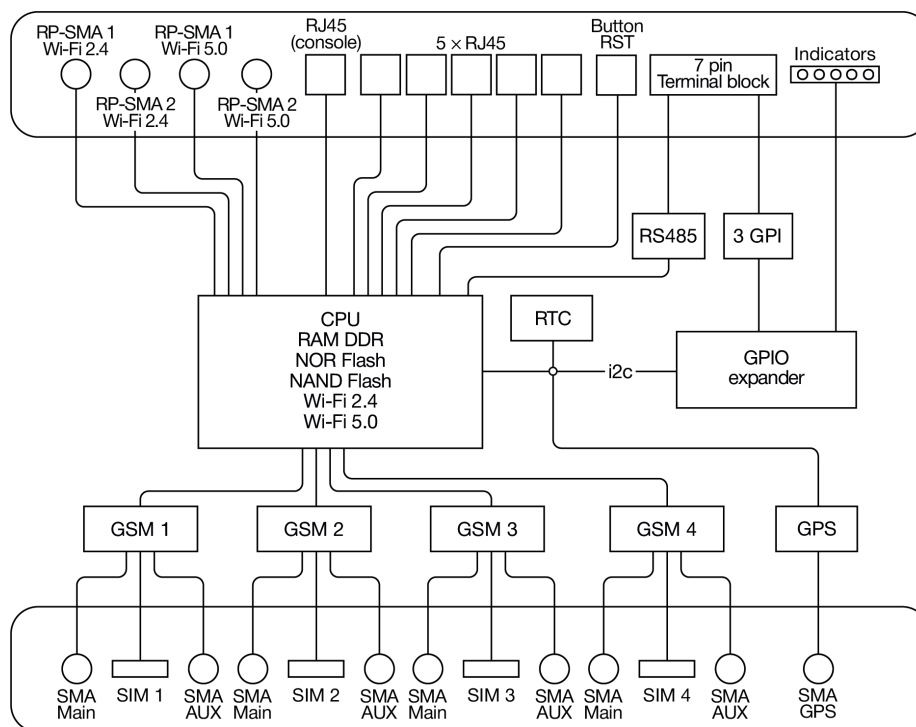 RP-SMA 1
Wi-Fi 2.4
RP-SMA 1
Wi-Fi 5.0
RP-SMA 2
Wi-Fi 2.4
RP-SMA 2
Wi-Fi 5.0
RJ45
(console)
5 × RJ45
Button
RST
7 pin
Terminal block
Indicators
RS485
3 GPI
CPU
RAM DDR
NOR Flash
NAND Flash
Wi-Fi 2.4
Wi-Fi 5.0
RTC
i2c
GPIO
expander
GSM 1
GSM 2
GSM 3
GSM 4
GPS
SMA
Main
SIM 1
SMA
AUX
SMA
Main
SIM 2
SMA
AUX
SMA
Main
SIM 3
SMA
AUX
SMA
Main
SIM 4
SMA
AUX
SMA
GPS